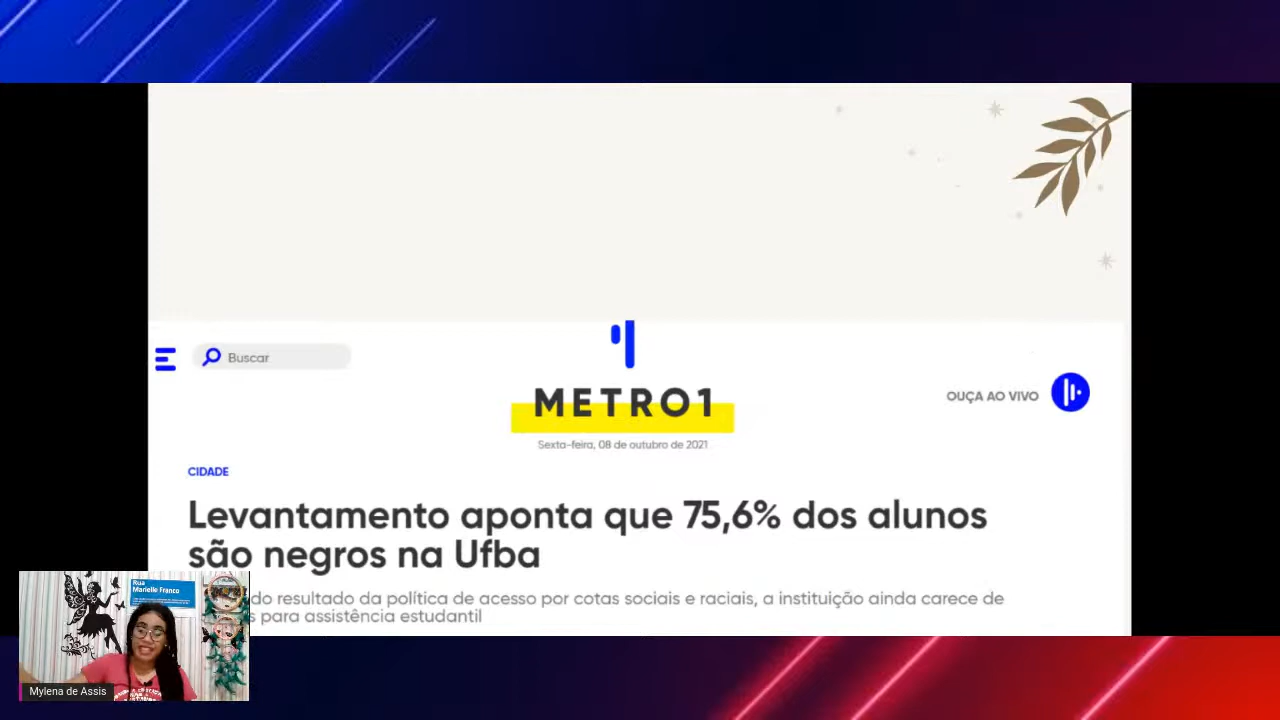 Buscar
METRO1
OUÇA AO VIVO
Sexta-feira, 08 de outubro de 2021
CIDADE
Levantamento aponta que 75,6% dos alunos
são negros na Ufba
do resultado da política de acesso por cotas sociais e raciais, a instituição ainda carece de
s para assistência estudantil
Rua
Marielle Franco
Mylena de Assis